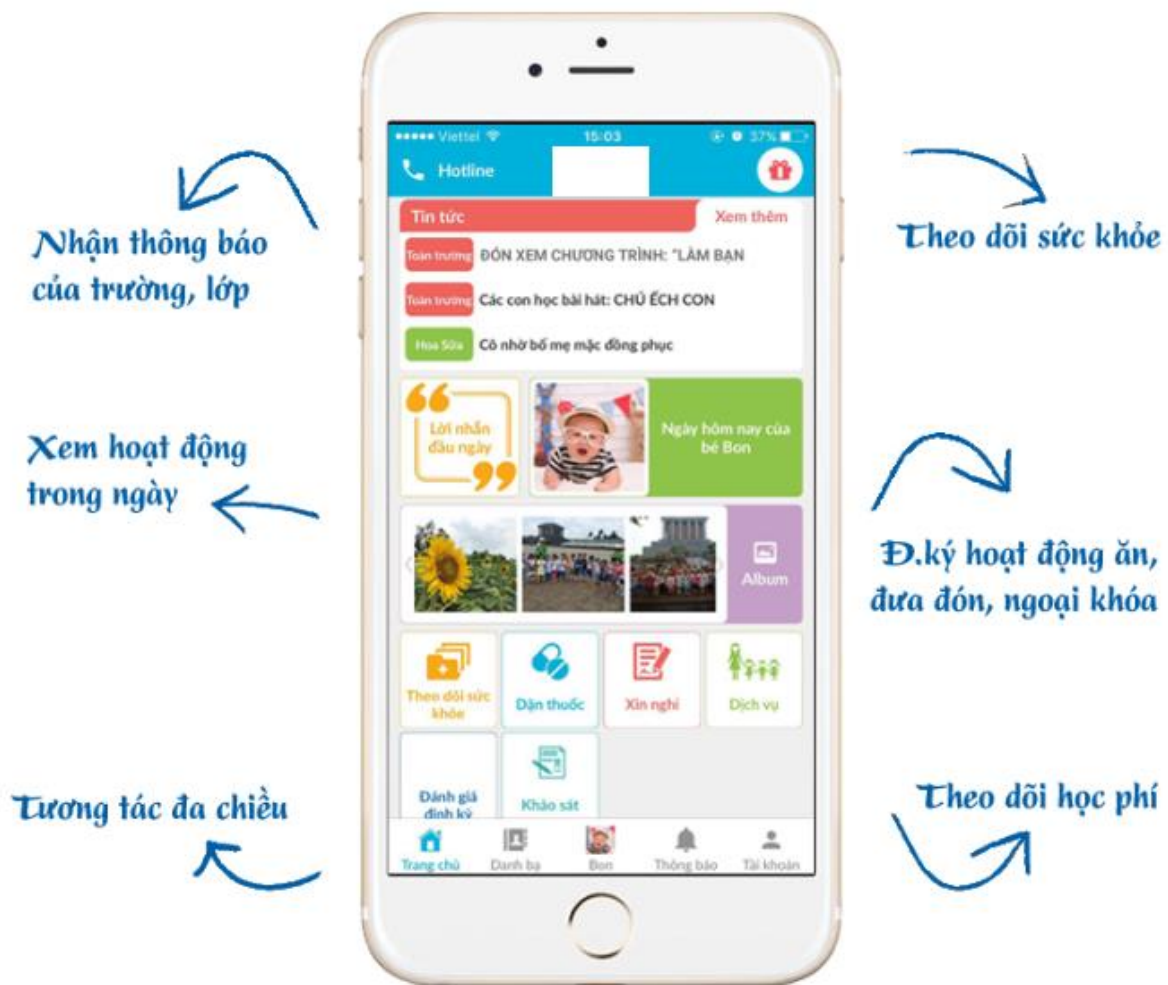 Viettel 15:03 37%
Hotline
Tin tức Xem thêm
Toàn trường ĐÓN XEM CHƯƠNG TRÌNH: "LÀM BẠN
Toàn trường Các con học bài hát: CHÚ ẾCH CON
Hoa Sữa Cô nhờ bố mẹ mặc đồng phục
Lời nhắn
đầu ngày
Ngày hôm nay của
bé Bon
Album
Theo dõi sức
khỏe
Dặn thuốc
Xin nghỉ
Dịch vụ
Đánh giá
định kỳ
Khảo sát
Trang chủ Danh bạ Bon Thông báo Tài khoản
Nhận thông báo
của trường, lớp
Xem hoạt động
trong ngày
Tương tác đa chiều
Theo dõi sức khỏe
Đ.ký hoạt động ăn,
đưa đón, ngoại khóa
Theo dõi học phí